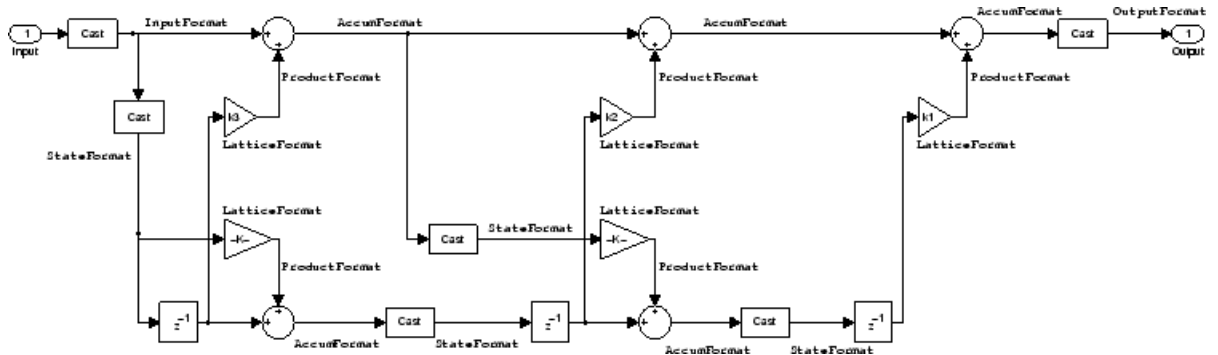 1
Input
Cast
InputFormat
AccumFormat
AccumFormat
AccumFormat
Cast
OutputFormat
1
Output
ProductFormat
ProductFormat
ProductFormat
Cast
k3
k2
k1
StateFormat
LatticeFormat
LatticeFormat
LatticeFormat
LatticeFormat
LatticeFormat
-K-
Cast
StateFormat
-K-
ProductFormat
ProductFormat
z-1
Cast
z-1
Cast
z-1
AccumFormat
StateFormat
AccumFormat
StateFormat